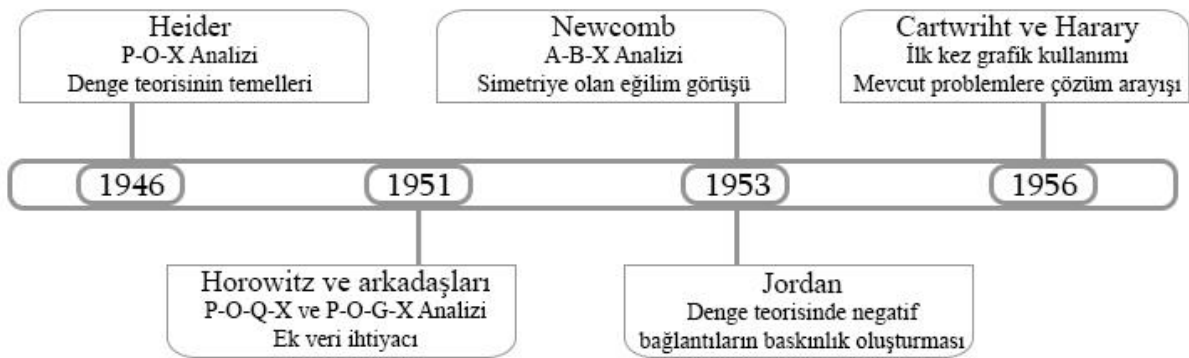 Heider
P-O-X Analizi
Denge teorisinin temelleri
Newcomb
A-B-X Analizi
Simetriye olan eğilim görüşü
Cartwriht ve Harary
İlk kez grafik kullanımı
Mevcut problemlere çözüm arayışı
1946
1951
1953
1956
Horowitz ve arkadaşları
P-O-Q-X ve P-O-G-X Analizi
Ek veri ihtiyacı
Jordan
Denge teorisinde negatif
bağlantıların baskınlık oluşturması